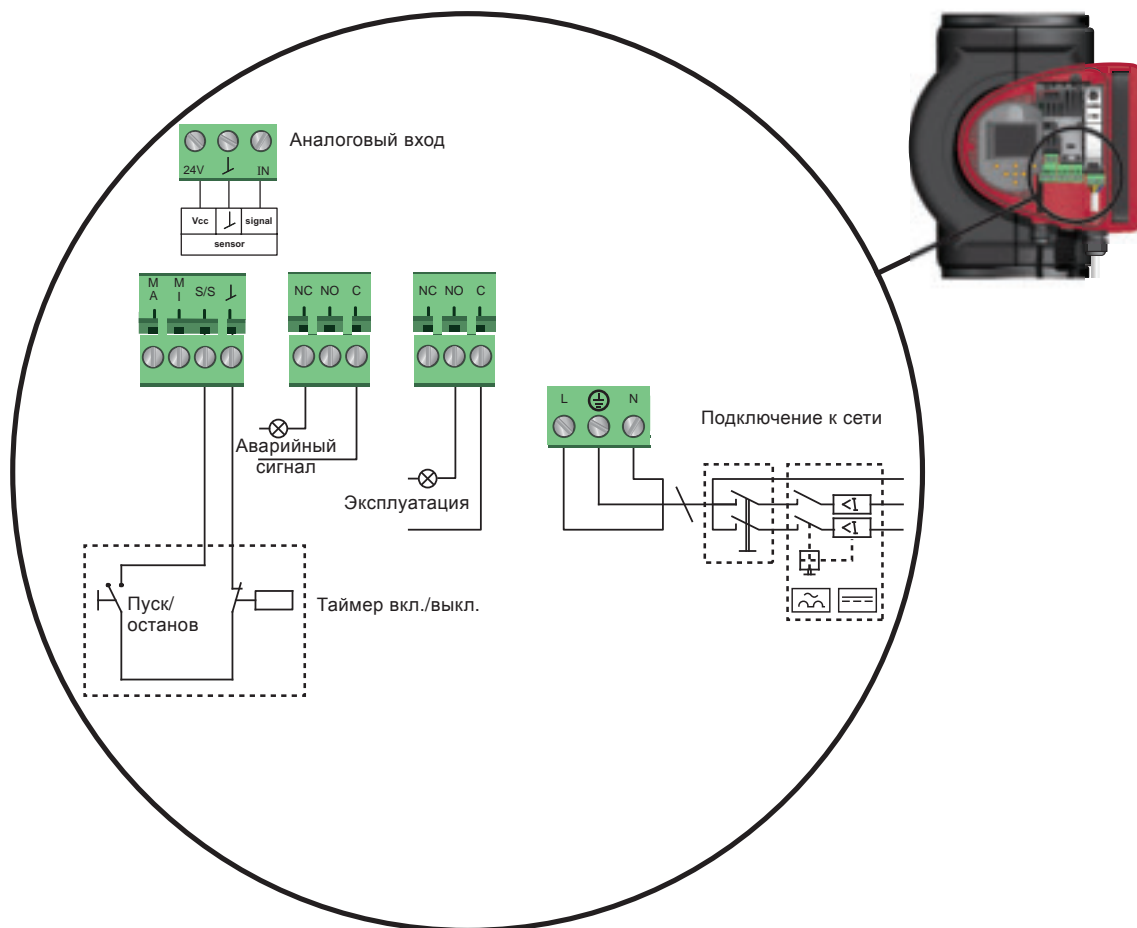 Аналоговый вход
24V IN
Vcc signal
sensor
M A M I S/S NC NO C NC NO C
L N
Подключение к сети
Аварийный
сигнал
Эксплуатация
Пуск/
останов
Таймер вкл./выкл.
<I
<I